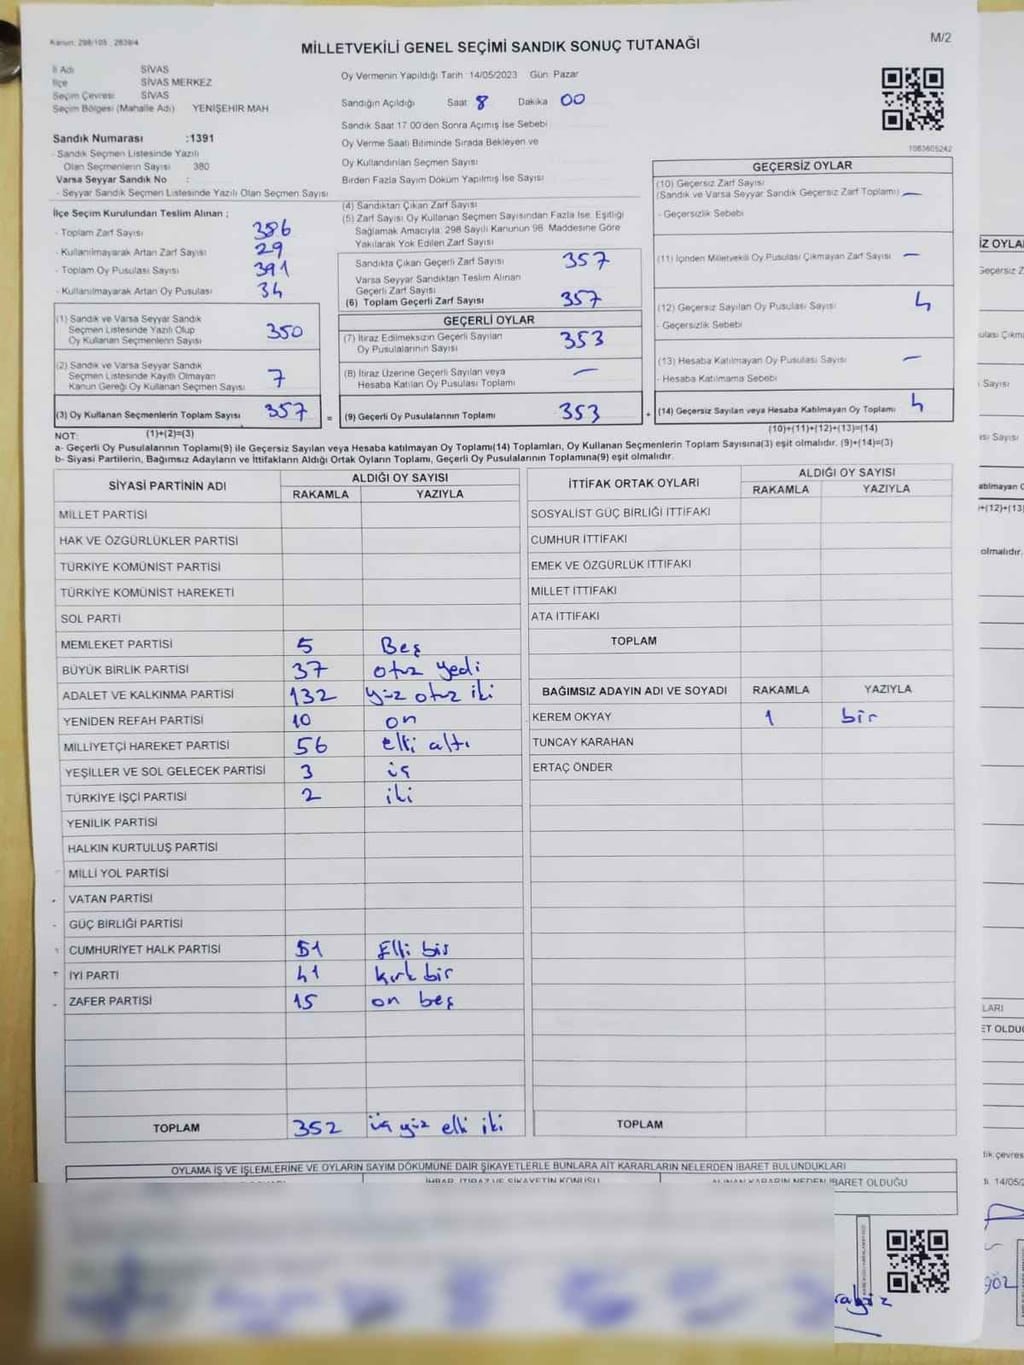 Kanun: 298/105 , 2839/4
MİLLETVEKİLİ GENEL SEÇİMİ SANDIK SONUÇ TUTANAĞI
M/2
İl Adı SİVAS
İlçe SİVAS MERKEZ
Seçim Çevresi SİVAS
Seçim Bölgesi (Mahalle Adı) YENİŞEHİR MAH
Sandık Numarası :1391
- Sandık Seçmen Listesinde Yazılı
Olan Seçmenlerin Sayısı 380
Varsa Seyyar Sandık No :
- Seyyar Sandık Seçmen Listesinde Yazılı Olan Seçmen Sayısı
Oy Vermenin Yapıldığı Tarih 14/05/2023 Gün Pazar
Sandığın Açıldığı Saat 8 Dakika 00
Sandık Saat 17 00'den Sonra Açımış İse Sebebi
Oy Verme Saati Bitiminde Sırada Bekleyen ve
Oy Kullandırılan Seçmen Sayısı
Birden Fazla Sayım Döküm Yapılmış İse Sayısı
1063605242
İlçe Seçim Kurulundan Teslim Alınan ;
- Toplam Zarf Sayısı 386
- Kullanılmayarak Artan Zarf Sayısı 29
- Toplam Oy Pusulası Sayısı 391
- Kullanılmayarak Artan Oy Pusulası 34
(1) Sandık ve Varsa Seyyar Sandık
Seçmen Listesinde Yazılı Olup
Oy Kullanan Seçmenlerin Sayısı 350
(2) Sandık ve Varsa Seyyar Sandık
Seçmen Listesinde Kayıtlı Olmayan
Kanun Gereği Oy Kullanan Seçmen Sayısı 7
(3) Oy Kullanan Seçmenlerin Toplam Sayısı 357 =
(4) Sandıktan Çıkan Zarf Sayısı
(5) Zarf Sayısı Oy Kullanan Seçmen Sayısından Fazla İse, Eşitliği
Sağlamak Amacıyla, 298 Sayılı Kanunun 98 Maddesine Göre
Yakılarak Yok Edilen Zarf Sayısı
Sandıkta Çıkan Geçerli Zarf Sayısı 357
Varsa Seyyar Sandıktan Teslim Alınan
Geçerli Zarf Sayısı
(6) Toplam Geçerli Zarf Sayısı 357
GEÇERLİ OYLAR
(7) İtiraz Edilmeksizin Geçerli Sayılan
Oy Pusulalarının Sayısı 353
(8) İtiraz Üzerine Geçerli Sayılan veya
Hesaba Katılan Oy Pusulası Toplamı —
(9) Geçerli Oy Pusulalarının Toplamı 353 +
GEÇERSİZ OYLAR
(10) Geçersiz Zarf Sayısı
(Sandık ve Varsa Seyyar Sandık Geçersiz Zarf Toplamı) —
- Geçersizlik Sebebi
(11) İçinden Milletvekili Oy Pusulası Çıkmayan Zarf Sayısı —
(12) Geçersiz Sayılan Oy Pusulası Sayısı 4
- Geçersizlik Sebebi
(13) Hesaba Katılmayan Oy Pusulası Sayısı —
- Hesaba Katılmama Sebebi
(14) Geçersiz Sayılan veya Hesaba Katılmayan Oy Toplamı 4
NOT: (1)+(2)=(3) (10)+(11)+(12)+(13)=(14)
a- Geçerli Oy Pusulalarının Toplamı(9) ile Geçersiz Sayılan veya Hesaba katılmayan Oy Toplamı(14) Toplamları, Oy Kullanan Seçmenlerin Toplam Sayısına(3) eşit olmalıdır. (9)+(14)=(3)
b- Siyasi Partilerin, Bağımsız Adayların ve İttifakların Aldığı Ortak Oyların Toplamı, Geçerli Oy Pusulalarının Toplamına(9) eşit olmalıdır.
SİYASİ PARTİNİN ADI ALDIĞI OY SAYISI
RAKAMLA YAZIYLA
MİLLET PARTİSİ
HAK VE ÖZGÜRLÜKLER PARTİSİ
TÜRKİYE KOMÜNİST PARTİSİ
TÜRKİYE KOMÜNİST HAREKETİ
SOL PARTİ
MEMLEKET PARTİSİ 5 Beş
BÜYÜK BİRLİK PARTİSİ 37 otuz yedi
ADALET VE KALKINMA PARTİSİ 132 yüz otuz iki
YENİDEN REFAH PARTİSİ 10 on
MİLLİYETÇİ HAREKET PARTİSİ 56 elli altı
YEŞİLLER VE SOL GELECEK PARTİSİ 3 üç
TÜRKİYE İŞÇİ PARTİSİ 2 iki
YENİLİK PARTİSİ
HALKIN KURTULUŞ PARTİSİ
MİLLİ YOL PARTİSİ
VATAN PARTİSİ
GÜÇ BİRLİĞİ PARTİSİ
CUMHURİYET HALK PARTİSİ 51 Elli bir
İYİ PARTİ 41 kırk bir
ZAFER PARTİSİ 15 on beş
TOPLAM 352 üç yüz elli iki
İTTİFAK ORTAK OYLARI ALDIĞI OY SAYISI
RAKAMLA YAZIYLA
SOSYALİST GÜÇ BİRLİĞİ İTTİFAKI
CUMHUR İTTİFAKI
EMEK VE ÖZGÜRLÜK İTTİFAKI
MİLLET İTTİFAKI
ATA İTTİFAKI
TOPLAM
BAĞIMSIZ ADAYIN ADI VE SOYADI RAKAMLA YAZIYLA
KEREM OKYAY 1 bir
TUNCAY KARAHAN
ERTAÇ ÖNDER
TOPLAM
OYLAMA İŞ VE İŞLEMLERİNE VE OYLARIN SAYIM DÖKÜMÜNE DAİR ŞİKAYETLERLE BUNLARA AİT KARARLARIN NELERDEN İBARET BULUNDUKLARI
İHBAR, İTİRAZ VE ŞİKAYETİN KONUSU ALINAN KARARIN NEDEN İBARET OLDUĞU